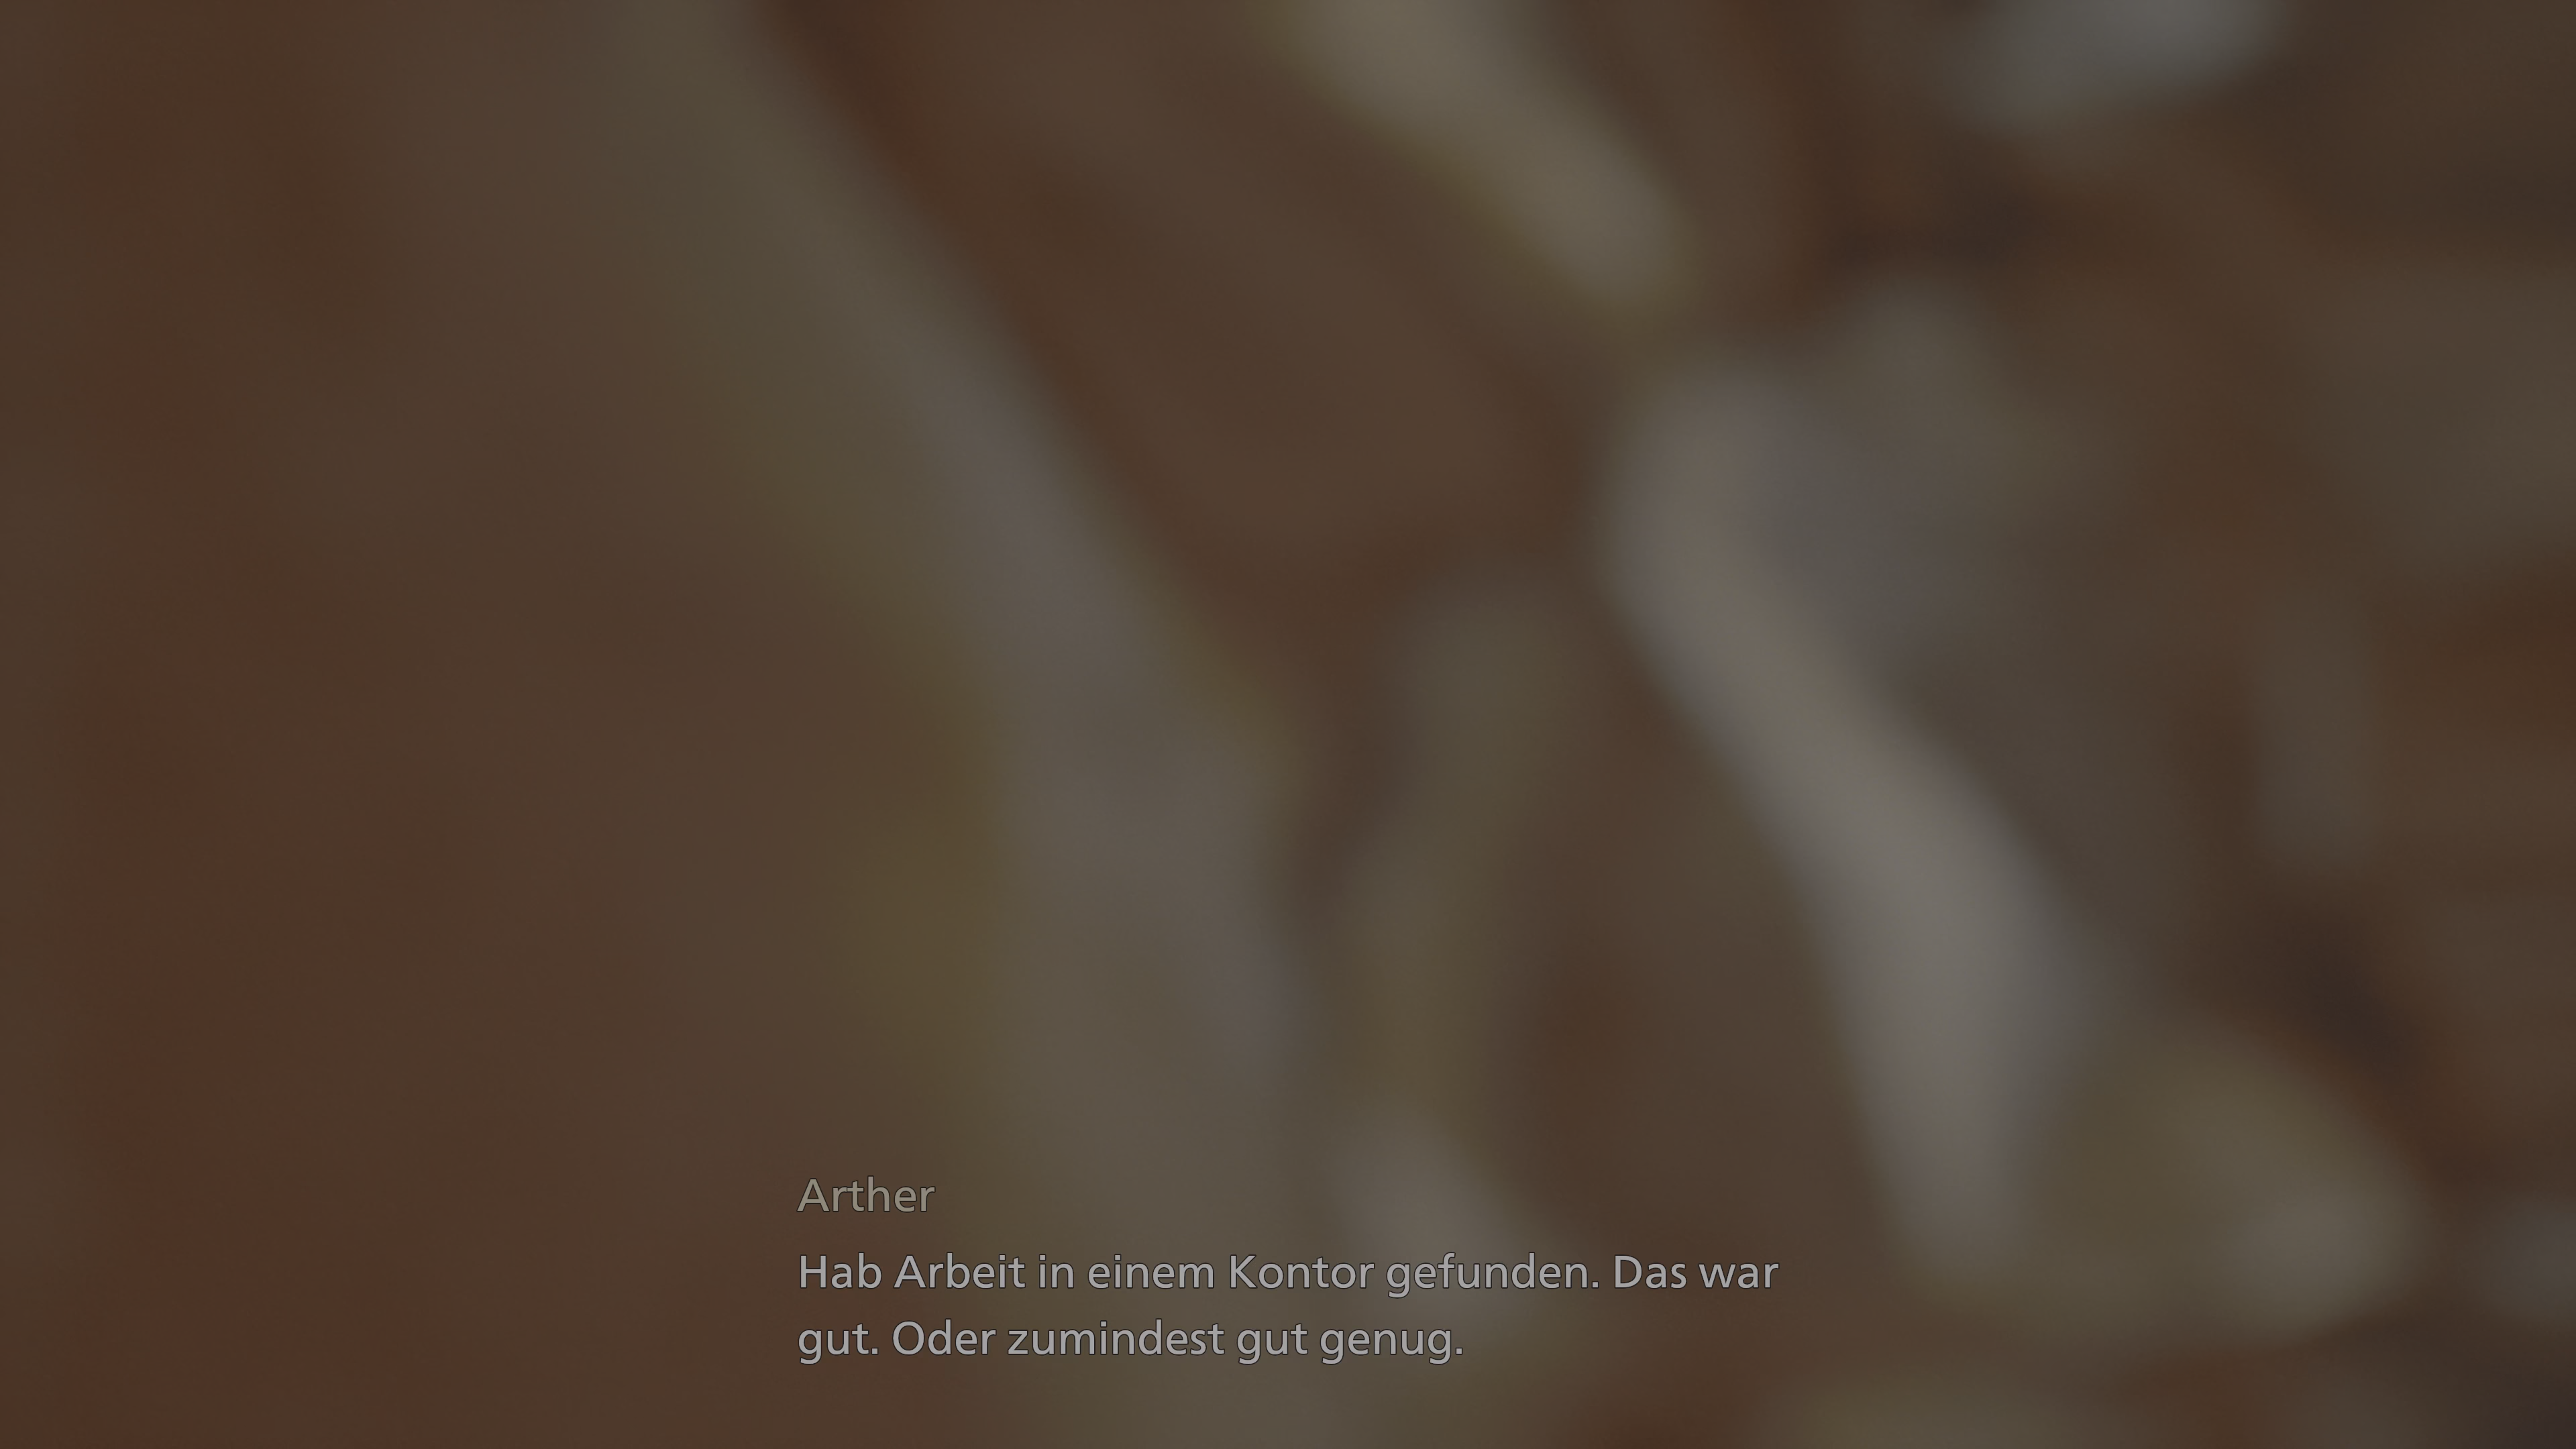 Arther
Hab Arbeit in einem Kontor gefunden. Das war
gut. Oder zumindest gut genug.